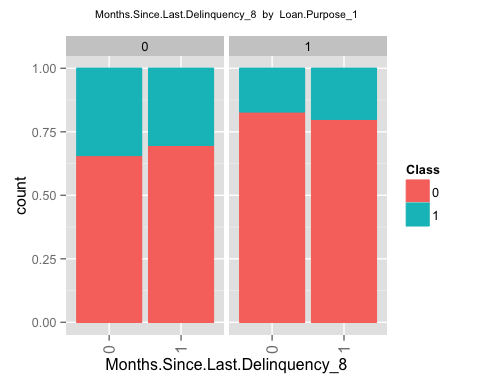 Months.Since.Last.Delinquency_8 by Loan.Purpose_1
0 1
1.00
0.75
0.50
0.25
0.00
count
0 1 0 1
Months.Since.Last.Delinquency_8
Class
0
1